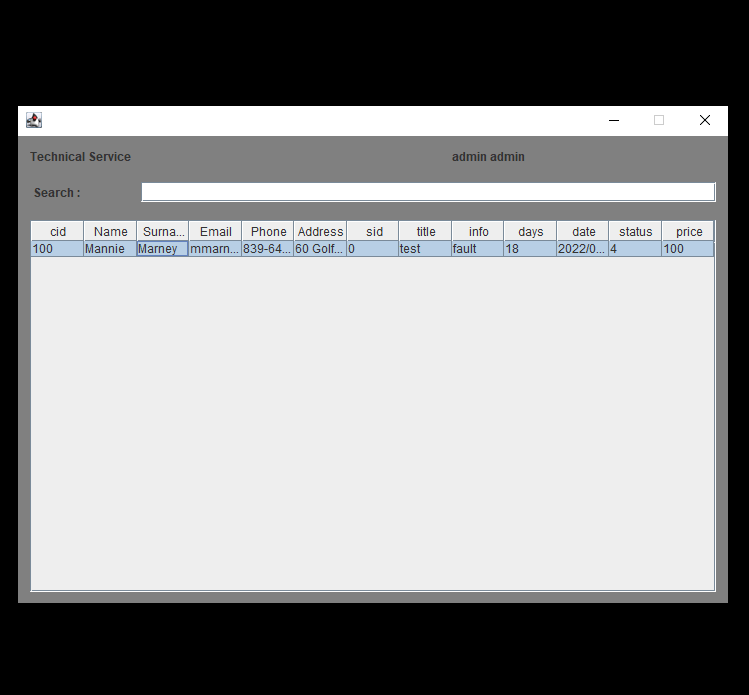 Technical Service admin admin
Search :
cid Name Surna... Email Phone Address sid title info days date status price
100 Mannie Marney mmarn... 839-64... 60 Golf... 0 test fault 18 2022/0... 4 100